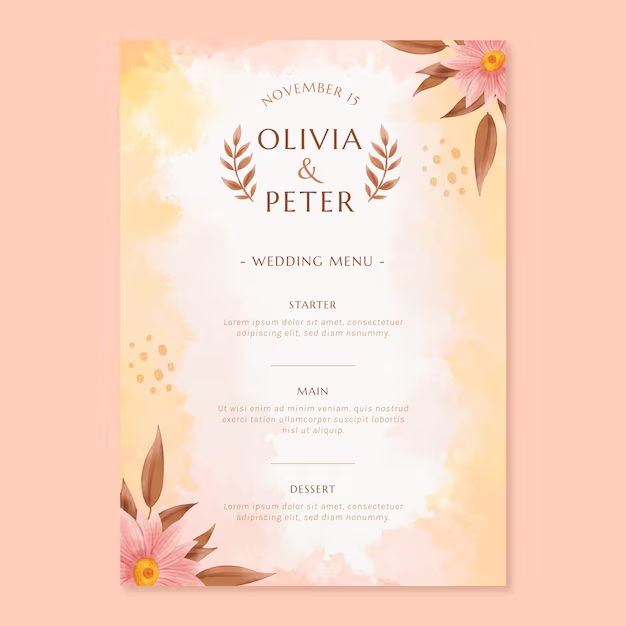 NOVEMBER 15
OLIVIA
&
PETER
- WEDDING MENU -
STARTER
Lorem ipsum dolor sit amet, consectetuer
adipiscing elit, sed diam nonummy nibh
MAIN
Ut wisi enim ad minim veniam, quis nostrud
exerci tation ullamcorper suscipit lobortis
nisl ut aliquip.
DESSERT
Lorem ipsum dolor sit amet, consectetuer
adipiscing elit, sed diam nonummy nibh